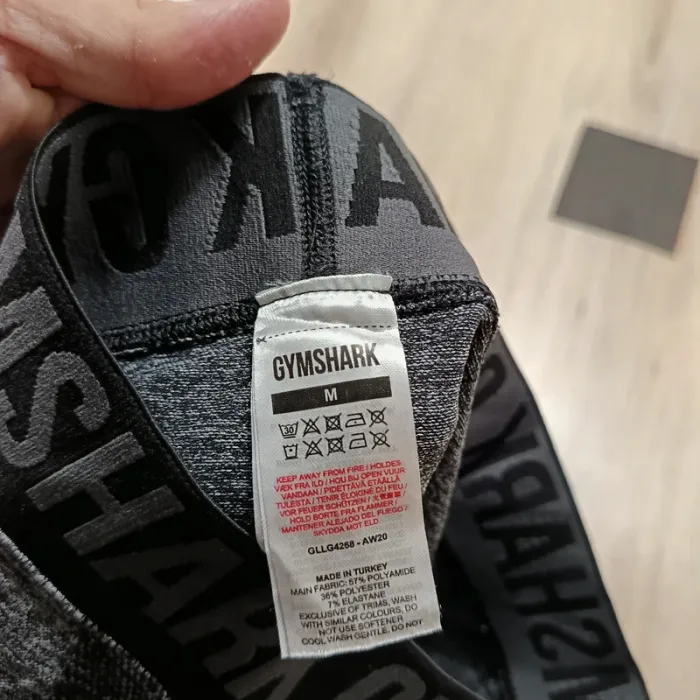 GYMSHARK
M
30
KEEP AWAY FROM FIRE / HOLDES
VÆK FRA ILD / HOU BIJ OPEN VUUR
VANDAAN / PIDETTÄVÄ ETÄÄLLÄ
TULESTA / TENIR ÉLOIGNÉ DU FEU /
VOR FEUER SCHÜTZEN /
HOLD BORTE FRA FLAMMER /
MANTENER ALEJADO DEL FUEGO /
SKYDDA MOT ELD
GLLG4268 - AW20
MADE IN TURKEY
MAIN FABRIC: 57% POLYAMIDE
36% POLYESTER
7% ELASTANE
EXCLUSIVE OF TRIMS, WASH
WITH SIMILAR COLOURS, DO
NOT USE SOFTENER
COOL WASH GENTLE. DO NOT